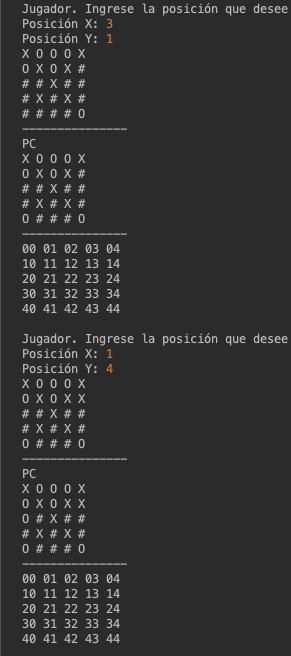 Jugador. Ingrese la posición que desee
Posición X: 3
Posición Y: 1
X O O O X
O X O X #
# # X # #
# X # X #
# # # # O
---------------
PC
X O O O X
O X O X #
# # X # #
# X # X #
O # # # O
---------------
00 01 02 03 04
10 11 12 13 14
20 21 22 23 24
30 31 32 33 34
40 41 42 43 44
Jugador. Ingrese la posición que desee
Posición X: 1
Posición Y: 4
X O O O X
O X O X X
# # X # #
# X # X #
O # # # O
---------------
PC
X O O O X
O X O X X
O # X # #
# X # X #
O # # # O
---------------
00 01 02 03 04
10 11 12 13 14
20 21 22 23 24
30 31 32 33 34
40 41 42 43 44